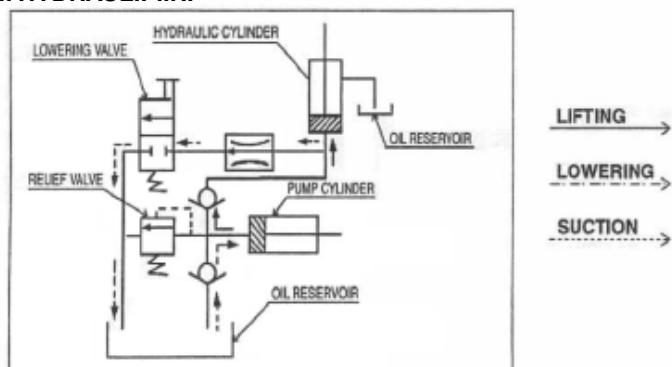 HYDRAULIC CYLINDER
LOWERING VALVE
OIL RESERVOIR
RELIEF VALVE
PUMP CYLINDER
OIL RESERVOIR
LIFTING
LOWERING
SUCTION